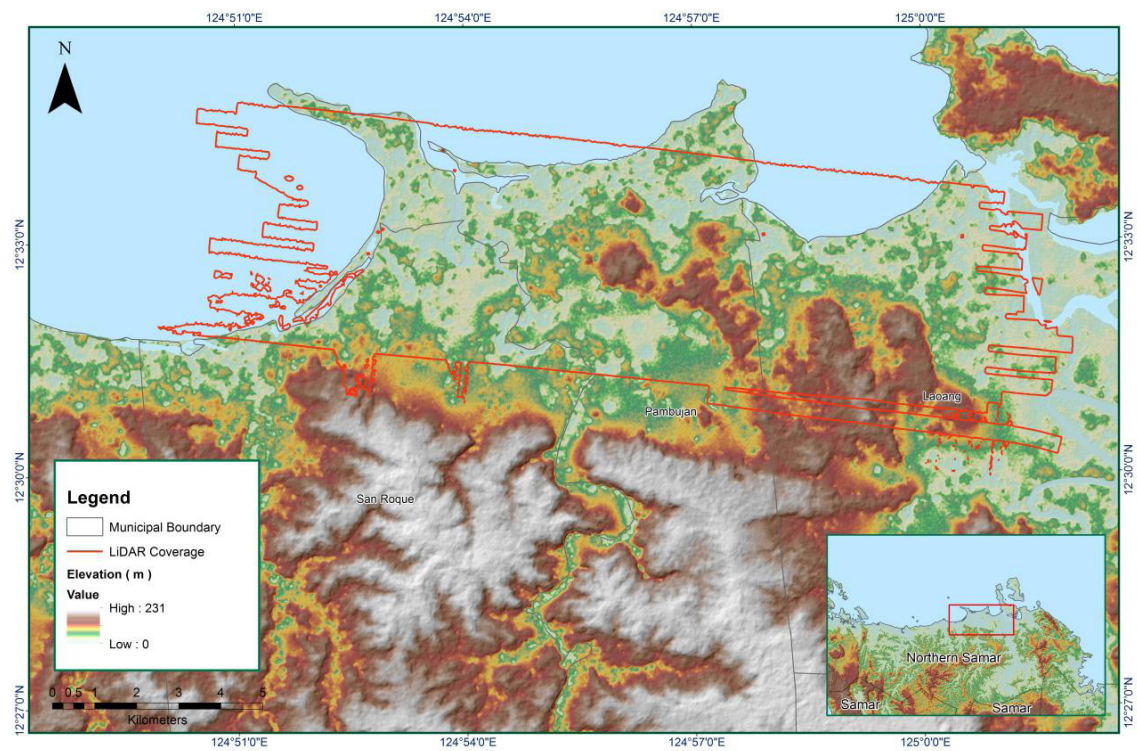 124°51'0"E 124°54'0"E 124°57'0"E 125°0'0"E
N
12°33'0"N
12°33'0"N
Laoang
Pambujan
12°30'0"N
12°30'0"N
San Roque
Legend
Municipal Boundary
LiDAR Coverage
Elevation ( m )
Value
High : 231
Low : 0
Northern Samar
Samar
Samar
0 0.5 1 2 3 4 5
Kilometers
12°27'0"N
12°27'0"N
124°51'0"E 124°54'0"E 124°57'0"E 125°0'0"E